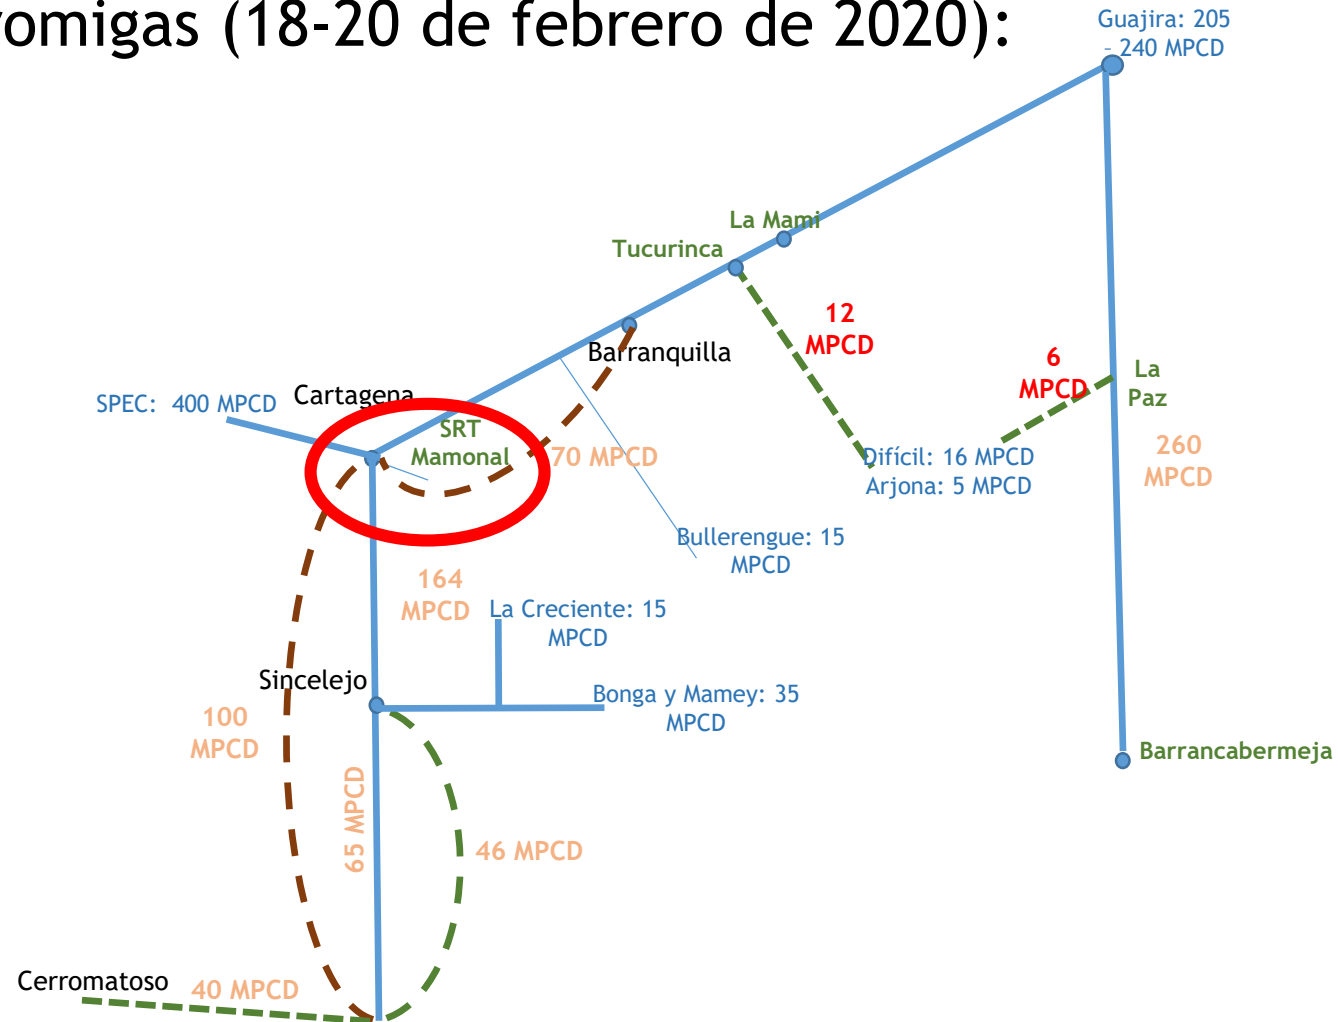 omigas (18-20 de febrero de 2020):
Guajira: 205
- 240 MPCD
La Mami
Tucurinca
12
MPCD
Barranquilla
6
MPCD
La
Paz
Cartagena
SPEC: 400 MPCD
SRT
Mamonal
70 MPCD
Difícil: 16 MPCD
Arjona: 5 MPCD
260
MPCD
Bullerengue: 15
MPCD
164
MPCD
La Creciente: 15
MPCD
Sincelejo
Bonga y Mamey: 35
MPCD
100
MPCD
Barrancabermeja
65 MPCD
46 MPCD
Cerromatoso
40 MPCD